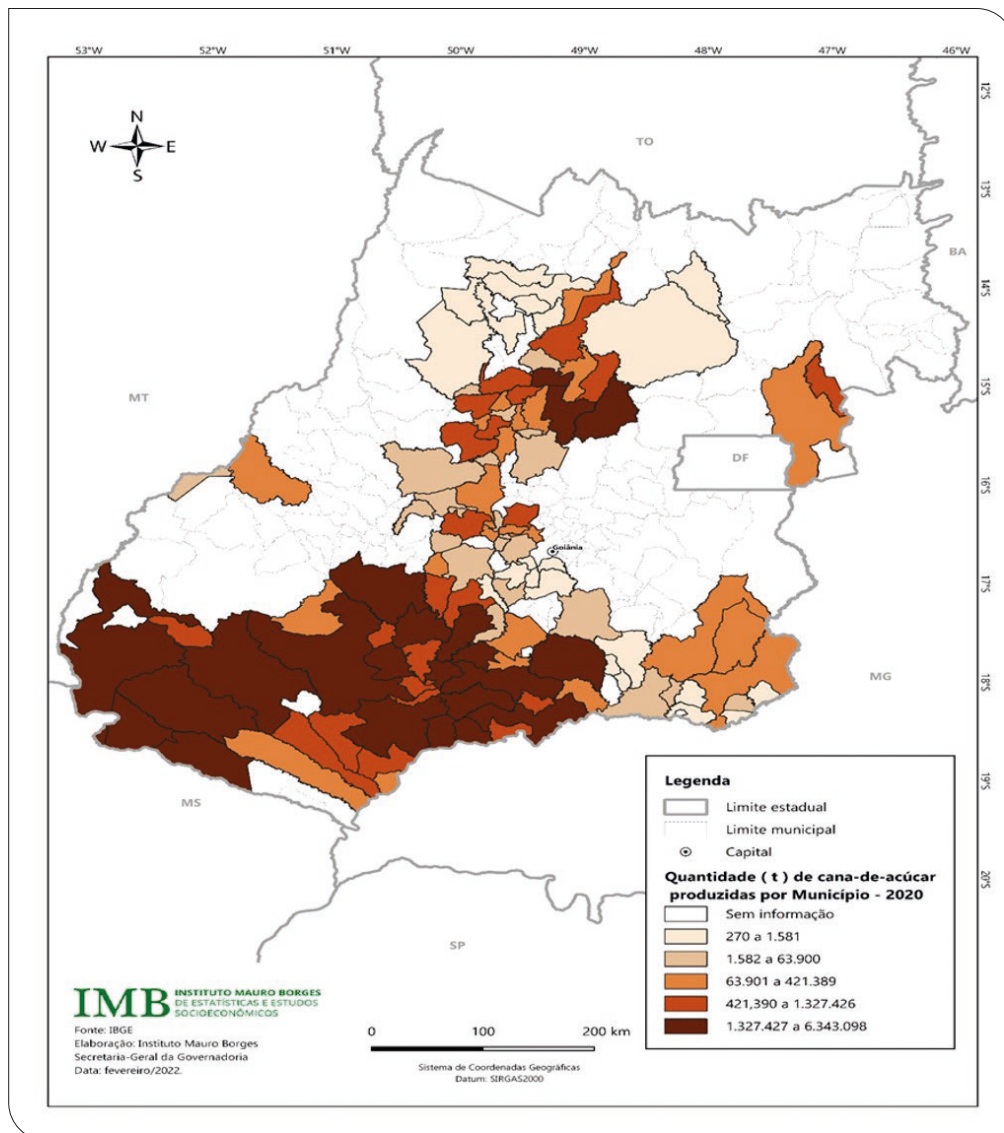 53°W 52°W 51°W 50°W 49°W 48°W 47°W 46°W
12°S
13°S
14°S
15°S
16°S
17°S
18°S
19°S
20°S
N
W E
S
TO
BA
MT
DF
Goiânia
MG
MS
SP
Legenda
Limite estadual
Limite municipal
Capital
Quantidade ( t ) de cana-de-acúcar
produzidas por Município - 2020
Sem informação
270 a 1.581
1.582 a 63.900
63.901 a 421.389
421,390 a 1.327.426
1.327.427 a 6.343.098
IMB INSTITUTO MAURO BORGES
DE ESTATÍSTICAS E ESTUDOS
SOCIOECONÔMICOS
Fonte: IBGE
Elaboração: Instituto Mauro Borges
Secretaria-Geral da Governadoria
Data: fevereiro/2022.
0 100 200 km
Sistema de Coordenadas Geográficas
Datum: SIRGAS2000